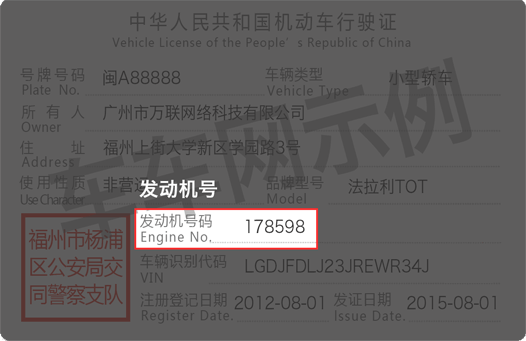 中华人民共和国机动车行驶证
Vehicle License of the People's Republic of China
号牌号码 闽A88888 车辆类型 小型轿车
Plate No. Vehicle Type
所有人 广州市万联网络科技有限公司
Owner
住址 福州上街大学新区学园路3号
Address
使用性质 非营运 品牌型号 法拉利TOT
Use Character Model
车车网示例
发动机号
发动机号码 178598
Engine No.
福州市杨浦
区公安局交
同警察支队
车辆识别代码 LGDJFDLJ23JREWR34J
VIN
注册登记日期 2012-08-01 发证日期 2015-08-01
Register Date. Issue Date.